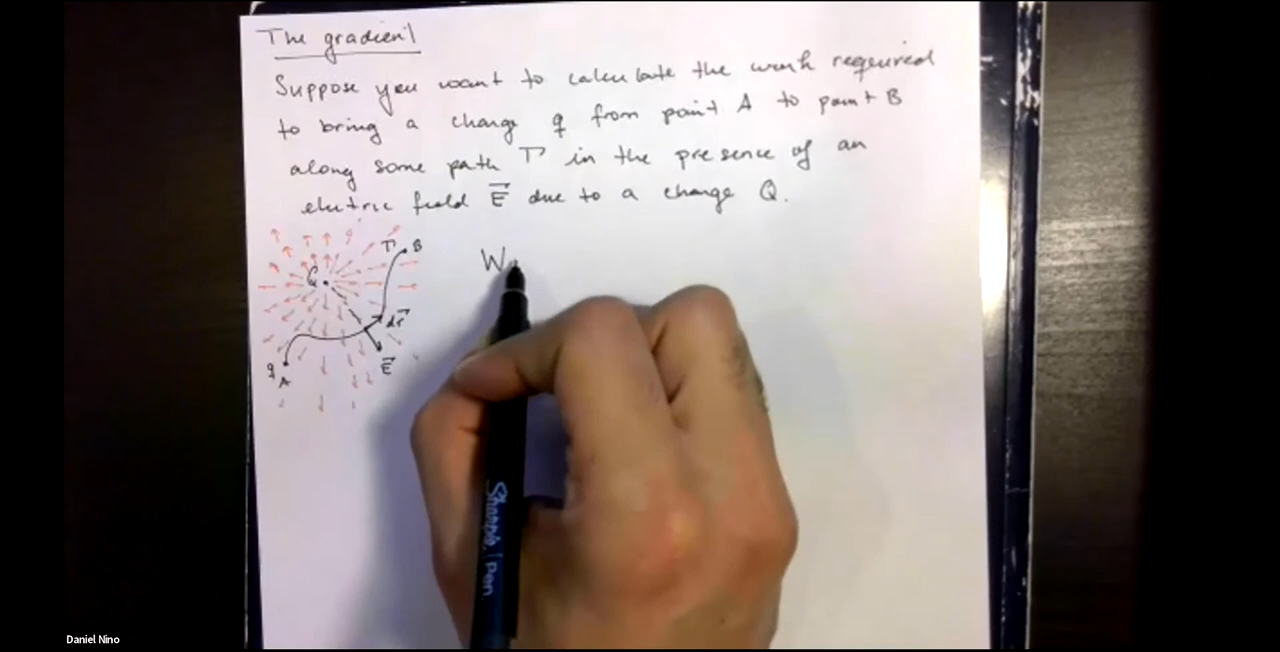 The gradient
Suppose you want to calculate the work required
to bring a charge q from point A to point B
along some path Γ in the presence of an
electric field E⃗ due to a charge Q.
Γ B
Q
dr⃗
q A
E⃗
W
Sharpie. | Pen.
Daniel Nino